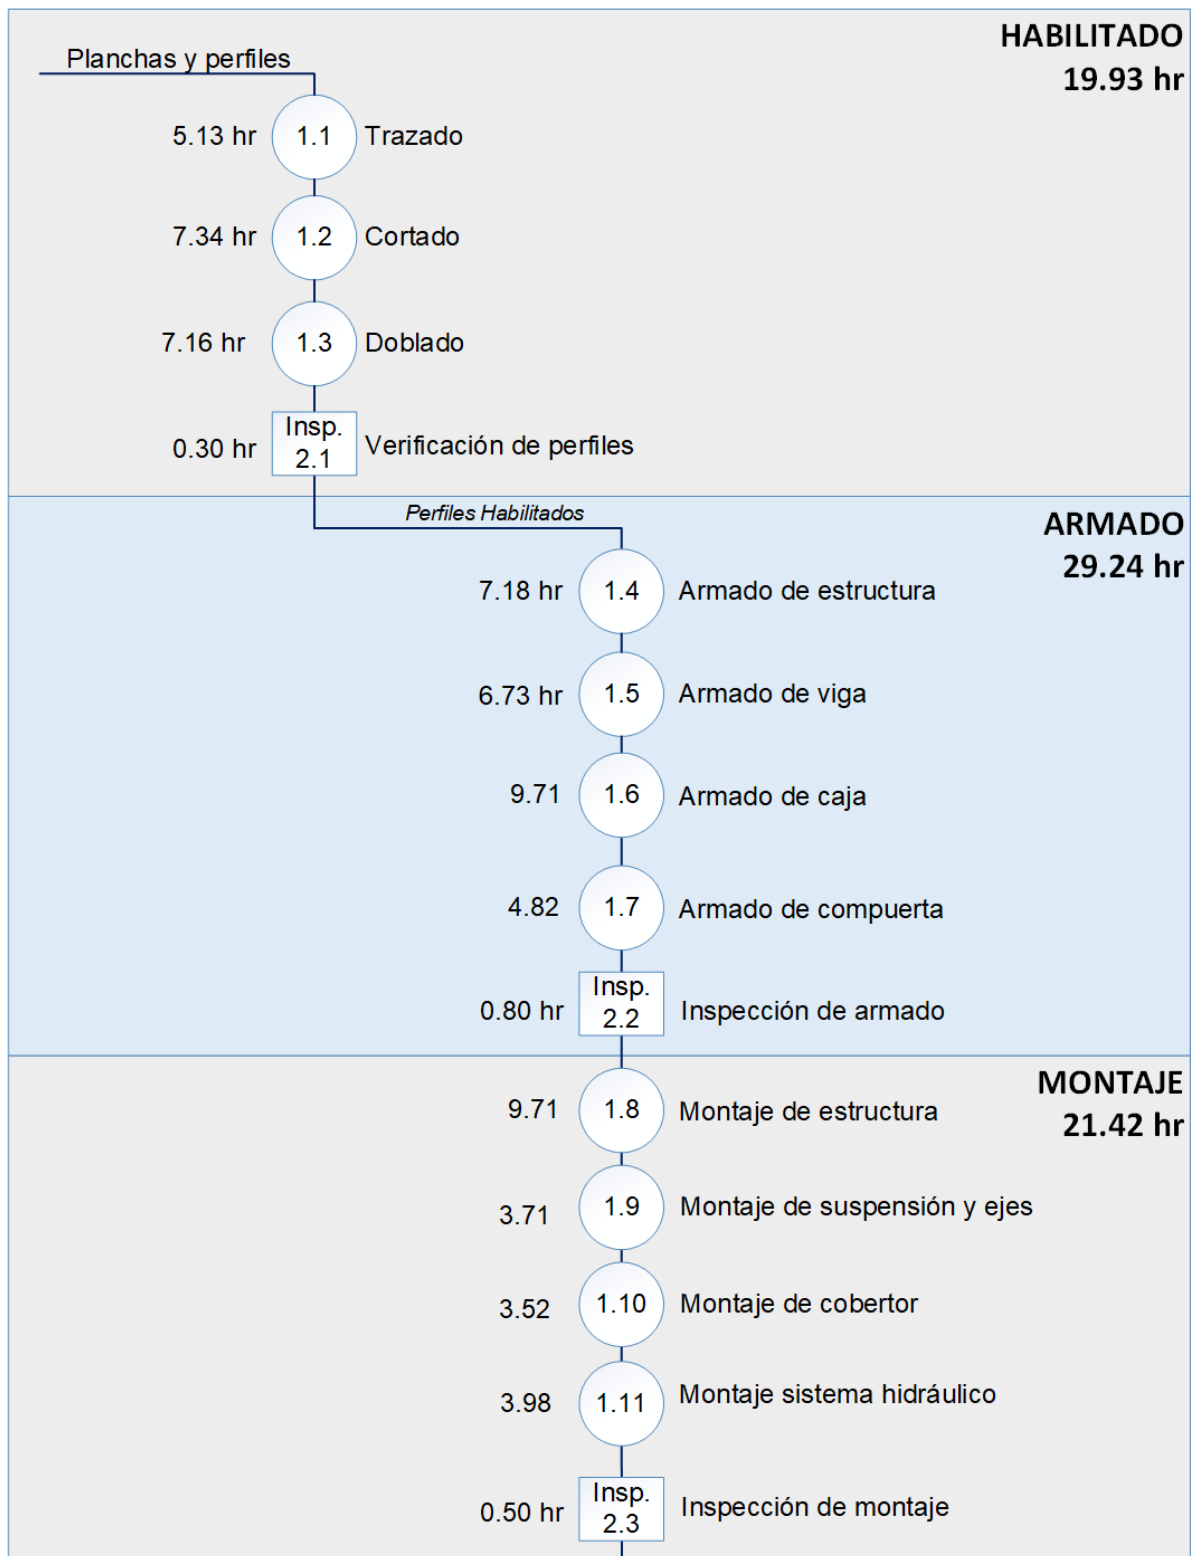 HABILITADO
19.93 hr
Planchas y perfiles
5.13 hr 1.1 Trazado
7.34 hr 1.2 Cortado
7.16 hr 1.3 Doblado
Insp.
0.30 hr 2.1 Verificación de perfiles
Perfiles Habilitados
ARMADO
29.24 hr
7.18 hr 1.4 Armado de estructura
6.73 hr 1.5 Armado de viga
9.71 1.6 Armado de caja
4.82 1.7 Armado de compuerta
Insp.
0.80 hr 2.2 Inspección de armado
MONTAJE
21.42 hr
9.71 1.8 Montaje de estructura
3.71 1.9 Montaje de suspensión y ejes
3.52 1.10 Montaje de cobertor
3.98 1.11 Montaje sistema hidráulico
Insp.
0.50 hr 2.3 Inspección de montaje